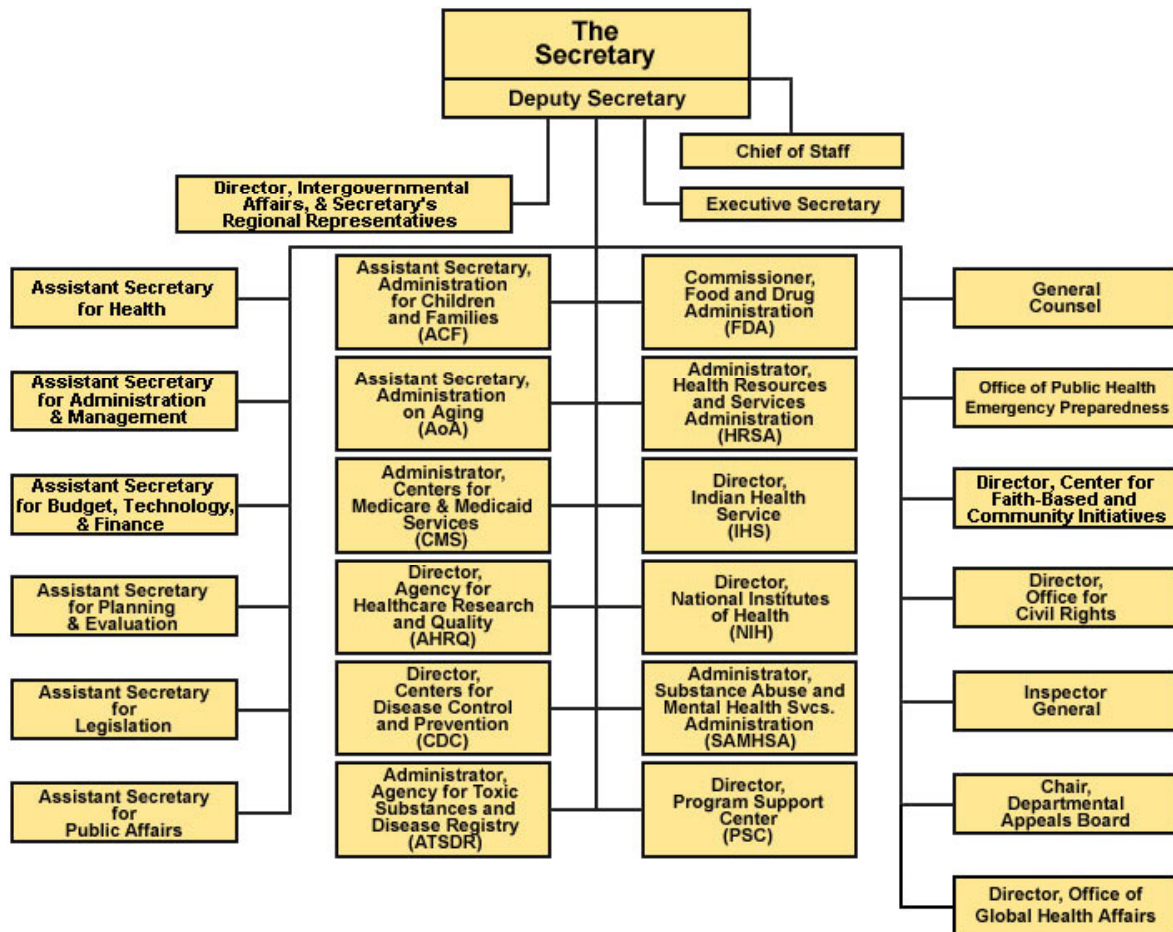 The
Secretary
Deputy Secretary
Chief of Staff
Director, Intergovernmental
Affairs, & Secretary's
Regional Representatives
Executive Secretary
Assistant Secretary
for Health
Assistant Secretary
for Administration
& Management
Assistant Secretary
for Budget, Technology,
& Finance
Assistant Secretary
for Planning
& Evaluation
Assistant Secretary
for
Legislation
Assistant Secretary
for
Public Affairs
Assistant Secretary,
Administration
for Children
and Families
(ACF)
Assistant Secretary,
Administration
on Aging
(AoA)
Administrator,
Centers for
Medicare & Medicaid
Services
(CMS)
Director,
Agency for
Healthcare Research
and Quality
(AHRQ)
Director,
Centers for
Disease Control
and Prevention
(CDC)
Administrator,
Agency for Toxic
Substances and
Disease Registry
(ATSDR)
Commissioner,
Food and Drug
Administration
(FDA)
Administrator,
Health Resources
and Services
Administration
(HRSA)
Director,
Indian Health
Service
(IHS)
Director,
National Institutes
of Health
(NIH)
Administrator,
Substance Abuse and
Mental Health Svcs.
Administration
(SAMHSA)
Director,
Program Support
Center
(PSC)
General
Counsel
Office of Public Health
Emergency Preparedness
Director, Center for
Faith-Based and
Community Initiatives
Director,
Office for
Civil Rights
Inspector
General
Chair,
Departmental
Appeals Board
Director, Office of
Global Health Affairs